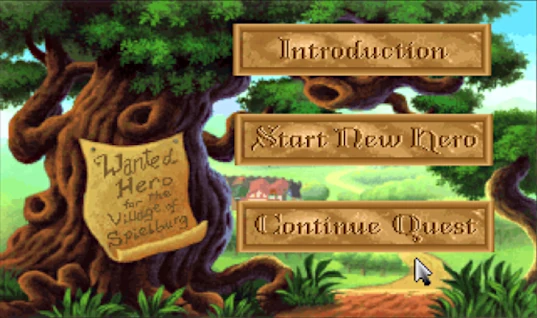 Introduction
Start New Hero
Continue Quest
Wanted
Hero
for the
Village of
Spielburg